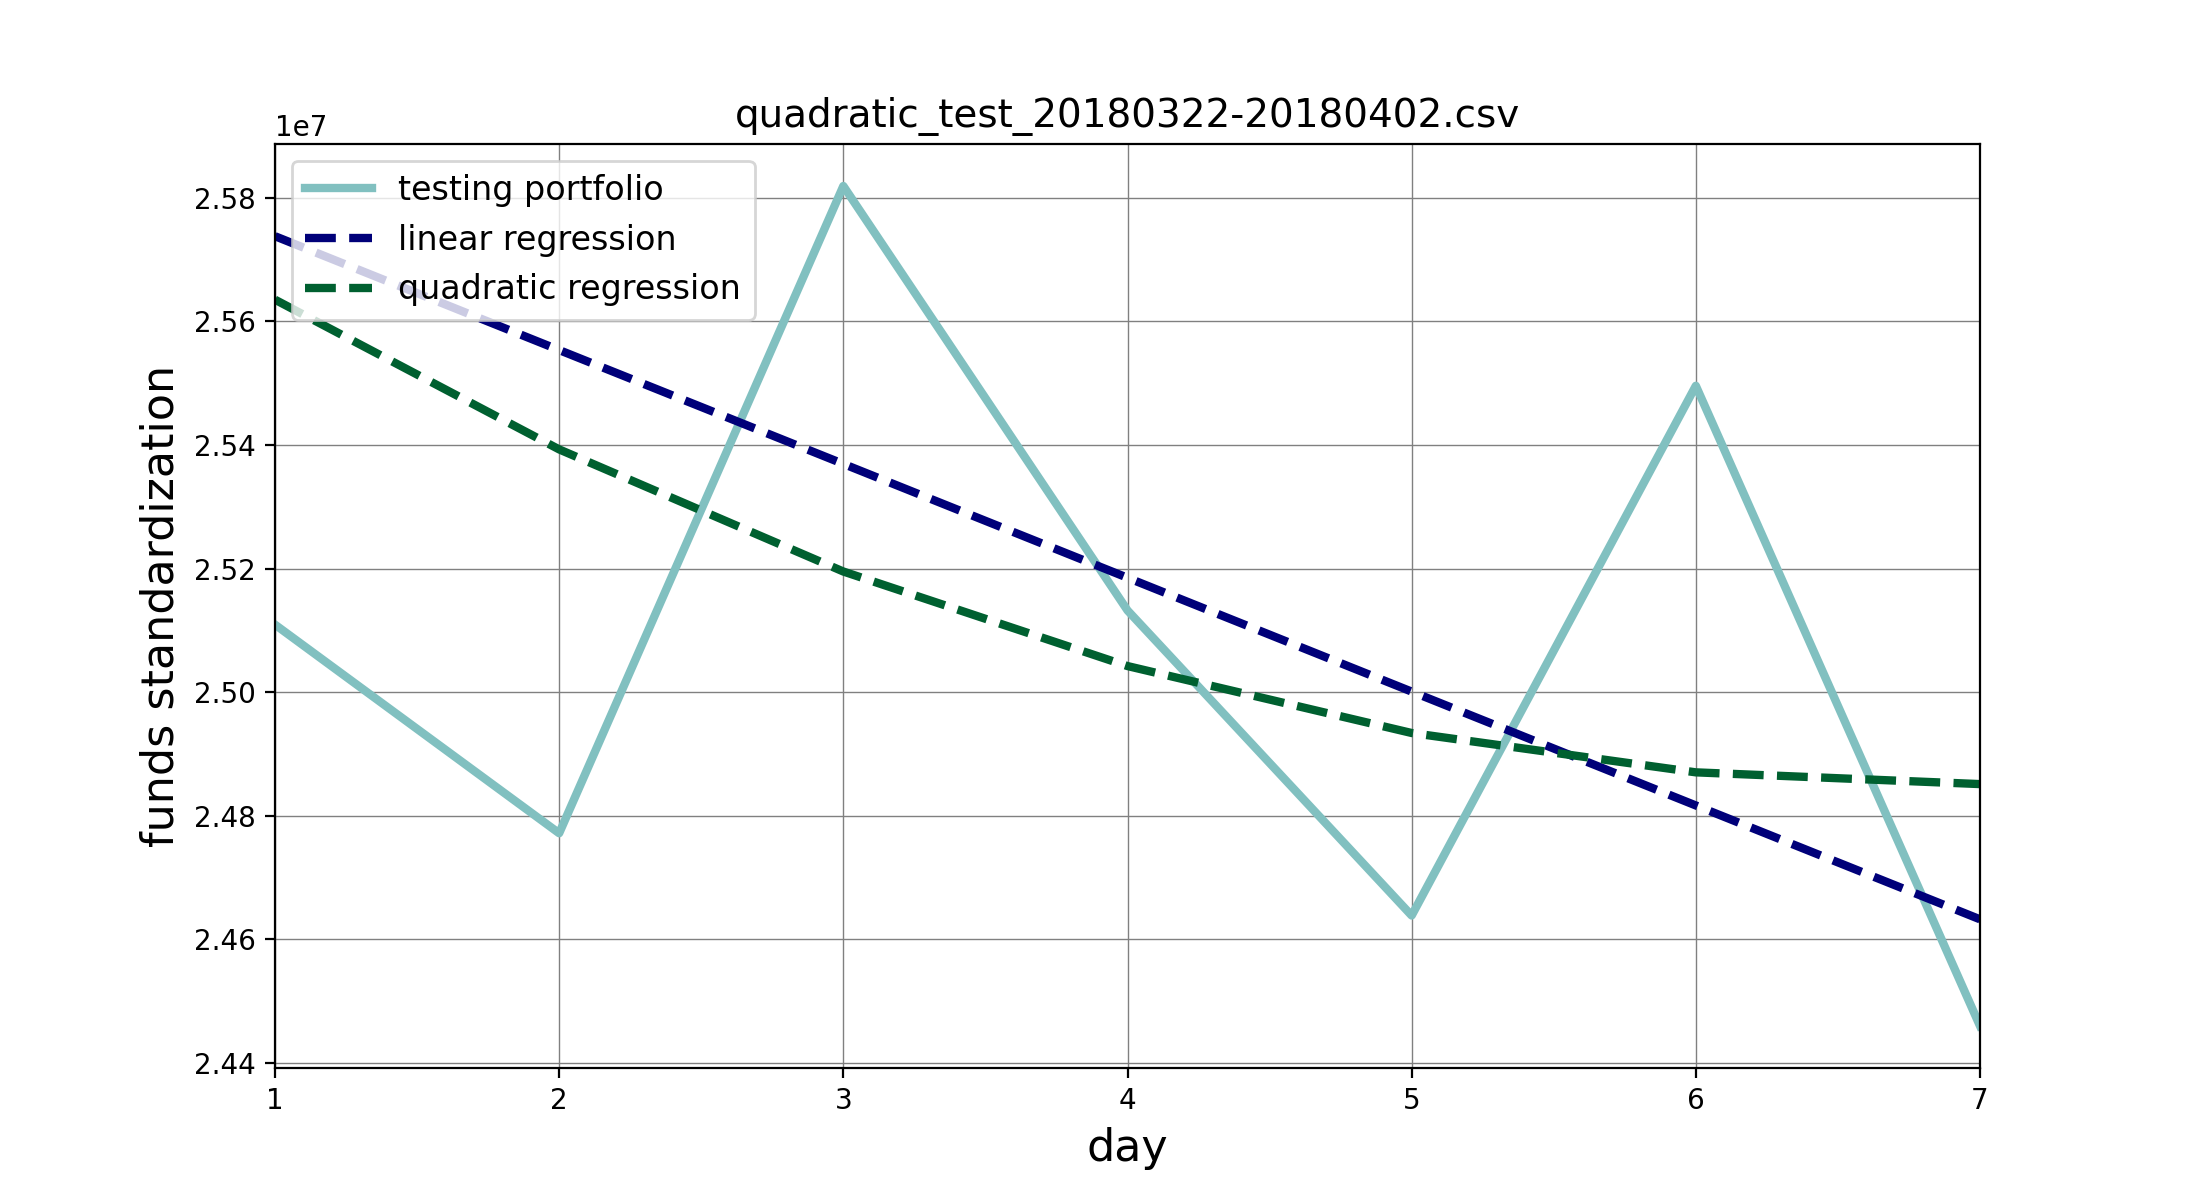 quadratic_test_20180322-20180402.csv
1e7
testing portfolio
linear regression
quadratic regression
2.58
2.56
2.54
2.52
2.50
2.48
2.46
2.44
funds standardization
1 2 3 4 5 6 7
day